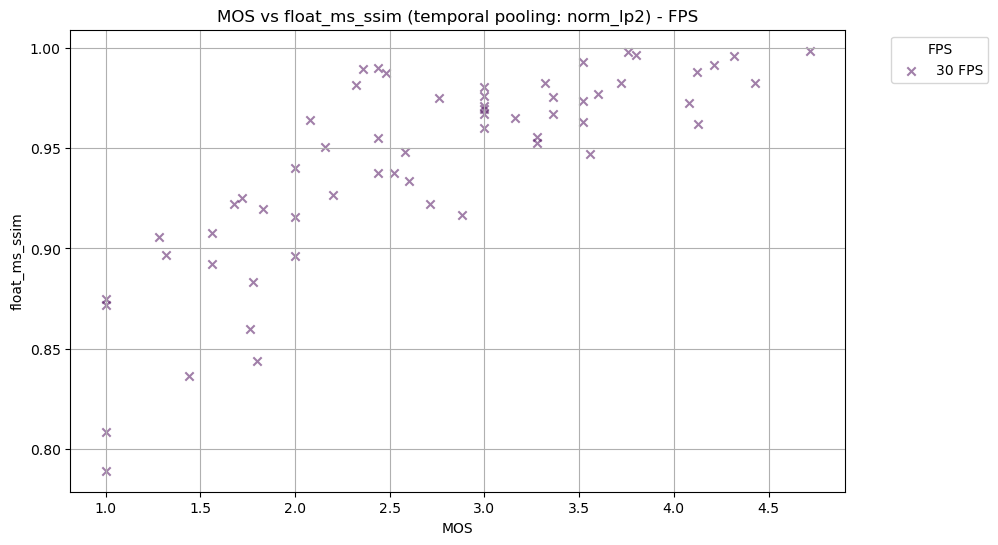 MOS vs float_ms_ssim (temporal pooling: norm_lp2) - FPS
FPS
30 FPS
float_ms_ssim
1.00
0.95
0.90
0.85
0.80
1.0 1.5 2.0 2.5 3.0 3.5 4.0 4.5
MOS